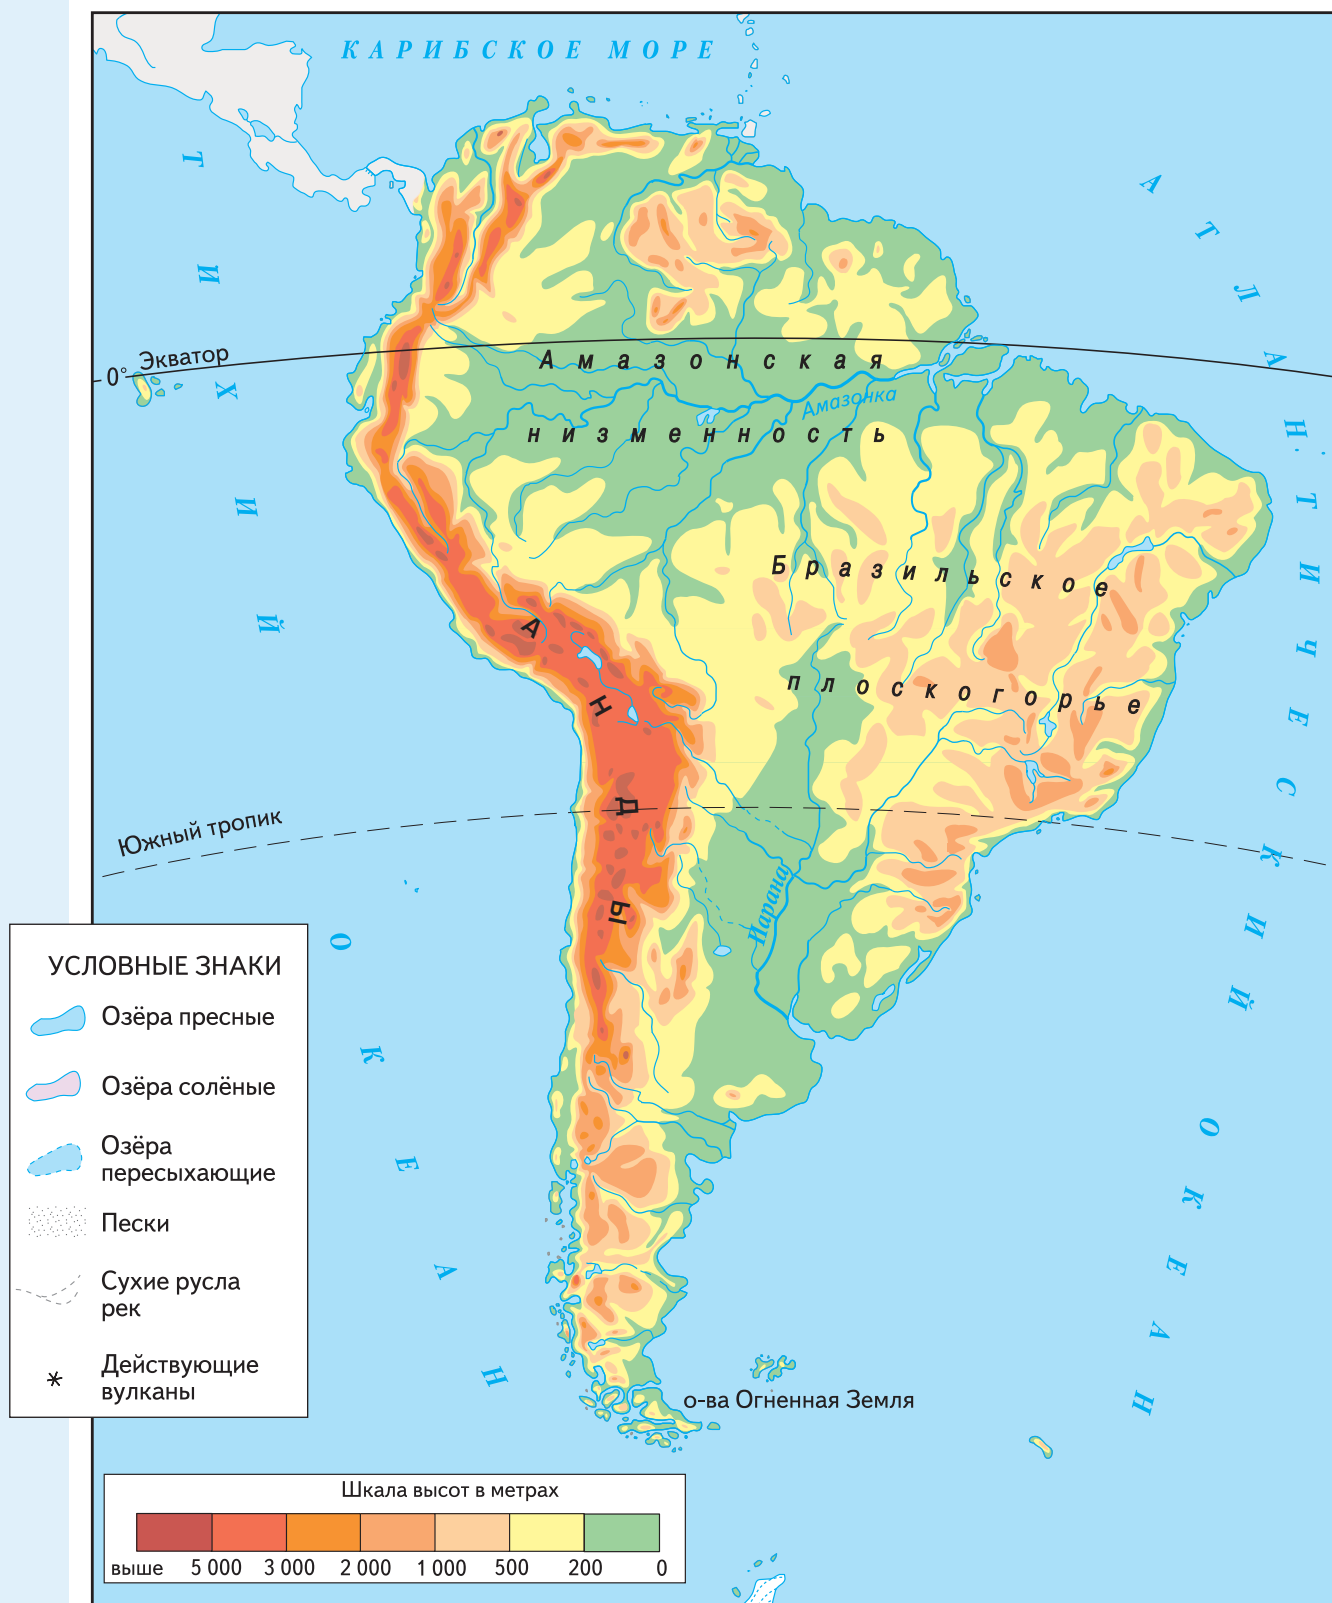 КАРИБСКОЕ МОРЕ
ТИХИЙ ОКЕАН
АТЛАНТИЧЕСКИЙ ОКЕАН
Экватор
0°
Амазонская
Амазонка
низменность
Бразильское
плоскогорье
АНДЫ
Южный тропик
Парана
о-ва Огненная Земля
УСЛОВНЫЕ ЗНАКИ
Озёра пресные
Озёра солёные
Озёра
пересыхающие
Пески
Сухие русла
рек
Действующие
вулканы
Шкала высот в метрах
выше 5 000 3 000 2 000 1 000 500 200 0